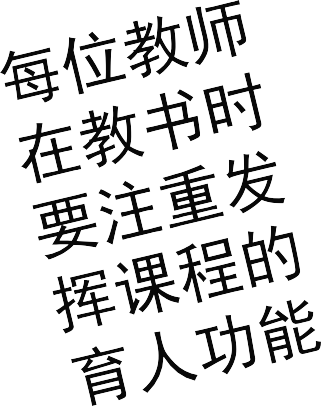 每位教师
在教书时
要注重发
挥课程的
育人功能